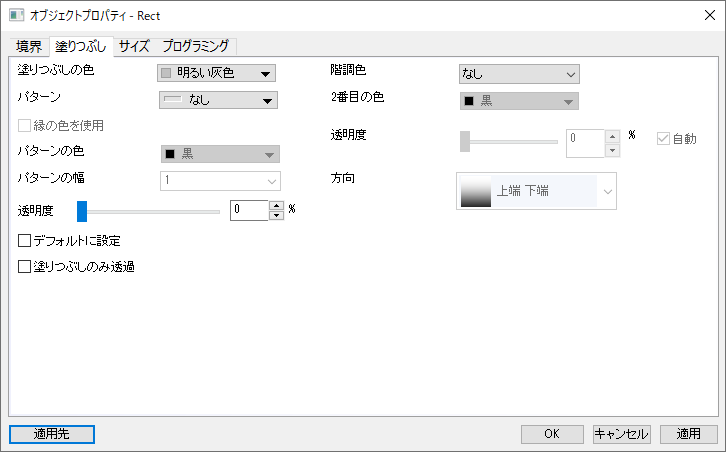 オブジェクトプロパティ - Rect
境界 塗りつぶし サイズ プログラミング
塗りつぶしの色 明るい灰色
パターン なし
縁の色を使用
パターンの色 黒
パターンの幅 1
透明度 0 %
デフォルトに設定
塗りつぶしのみ透過
階調色 なし
2番目の色 黒
透明度 0 % 自動
方向 上端 下端
適用先 OK キャンセル 適用